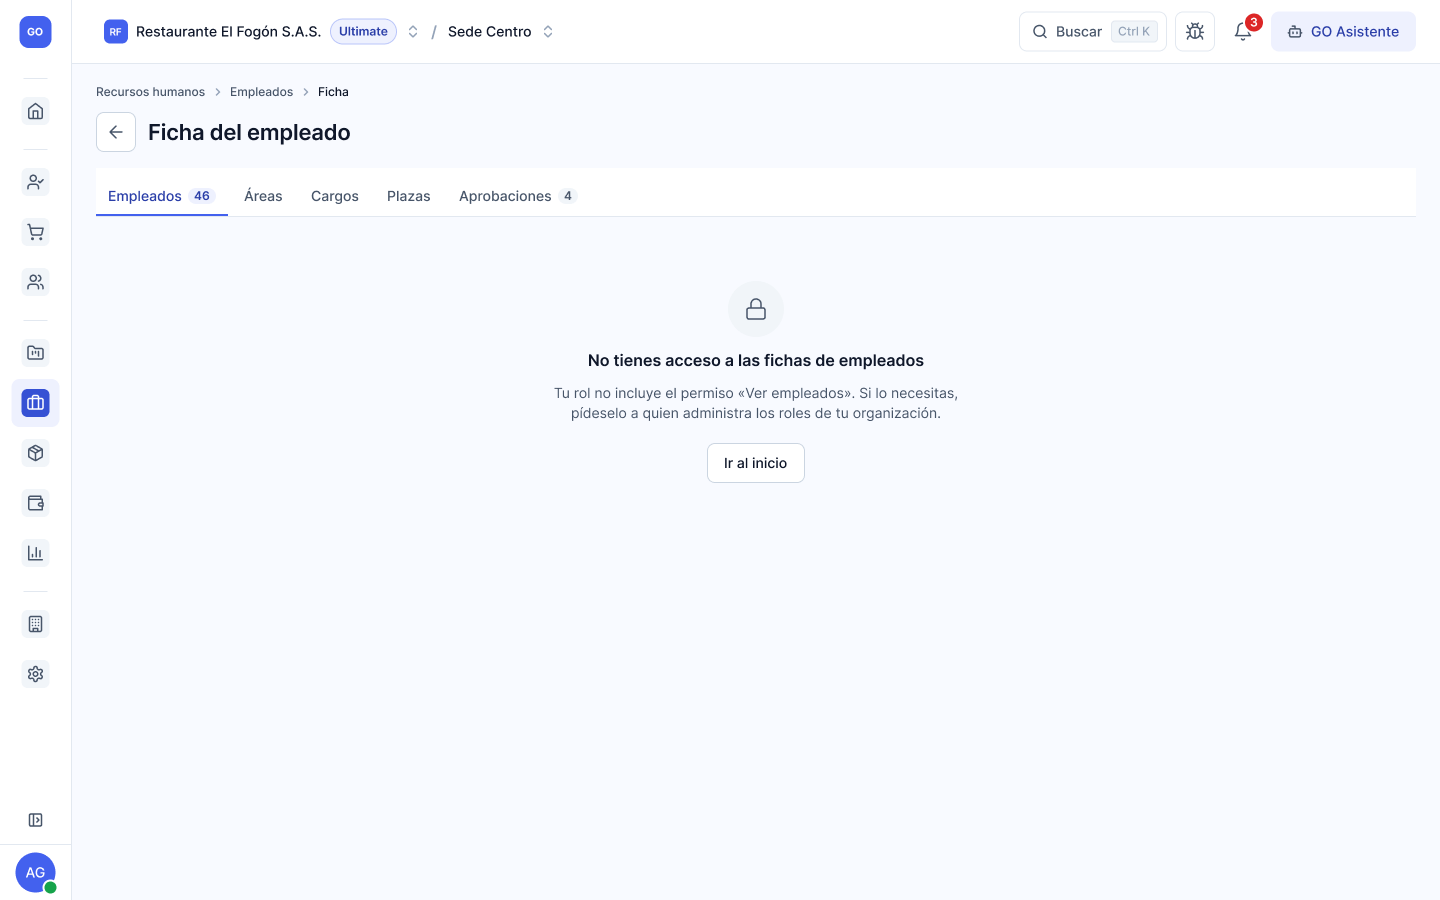 GO
RF Restaurante El Fogón S.A.S. Ultimate / Sede Centro
Buscar Ctrl K
3
GO Asistente
Recursos humanos > Empleados > Ficha
Ficha del empleado
Empleados 46 Áreas Cargos Plazas Aprobaciones 4
No tienes acceso a las fichas de empleados
Tu rol no incluye el permiso «Ver empleados». Si lo necesitas,
pídeselo a quien administra los roles de tu organización.
Ir al inicio
AG